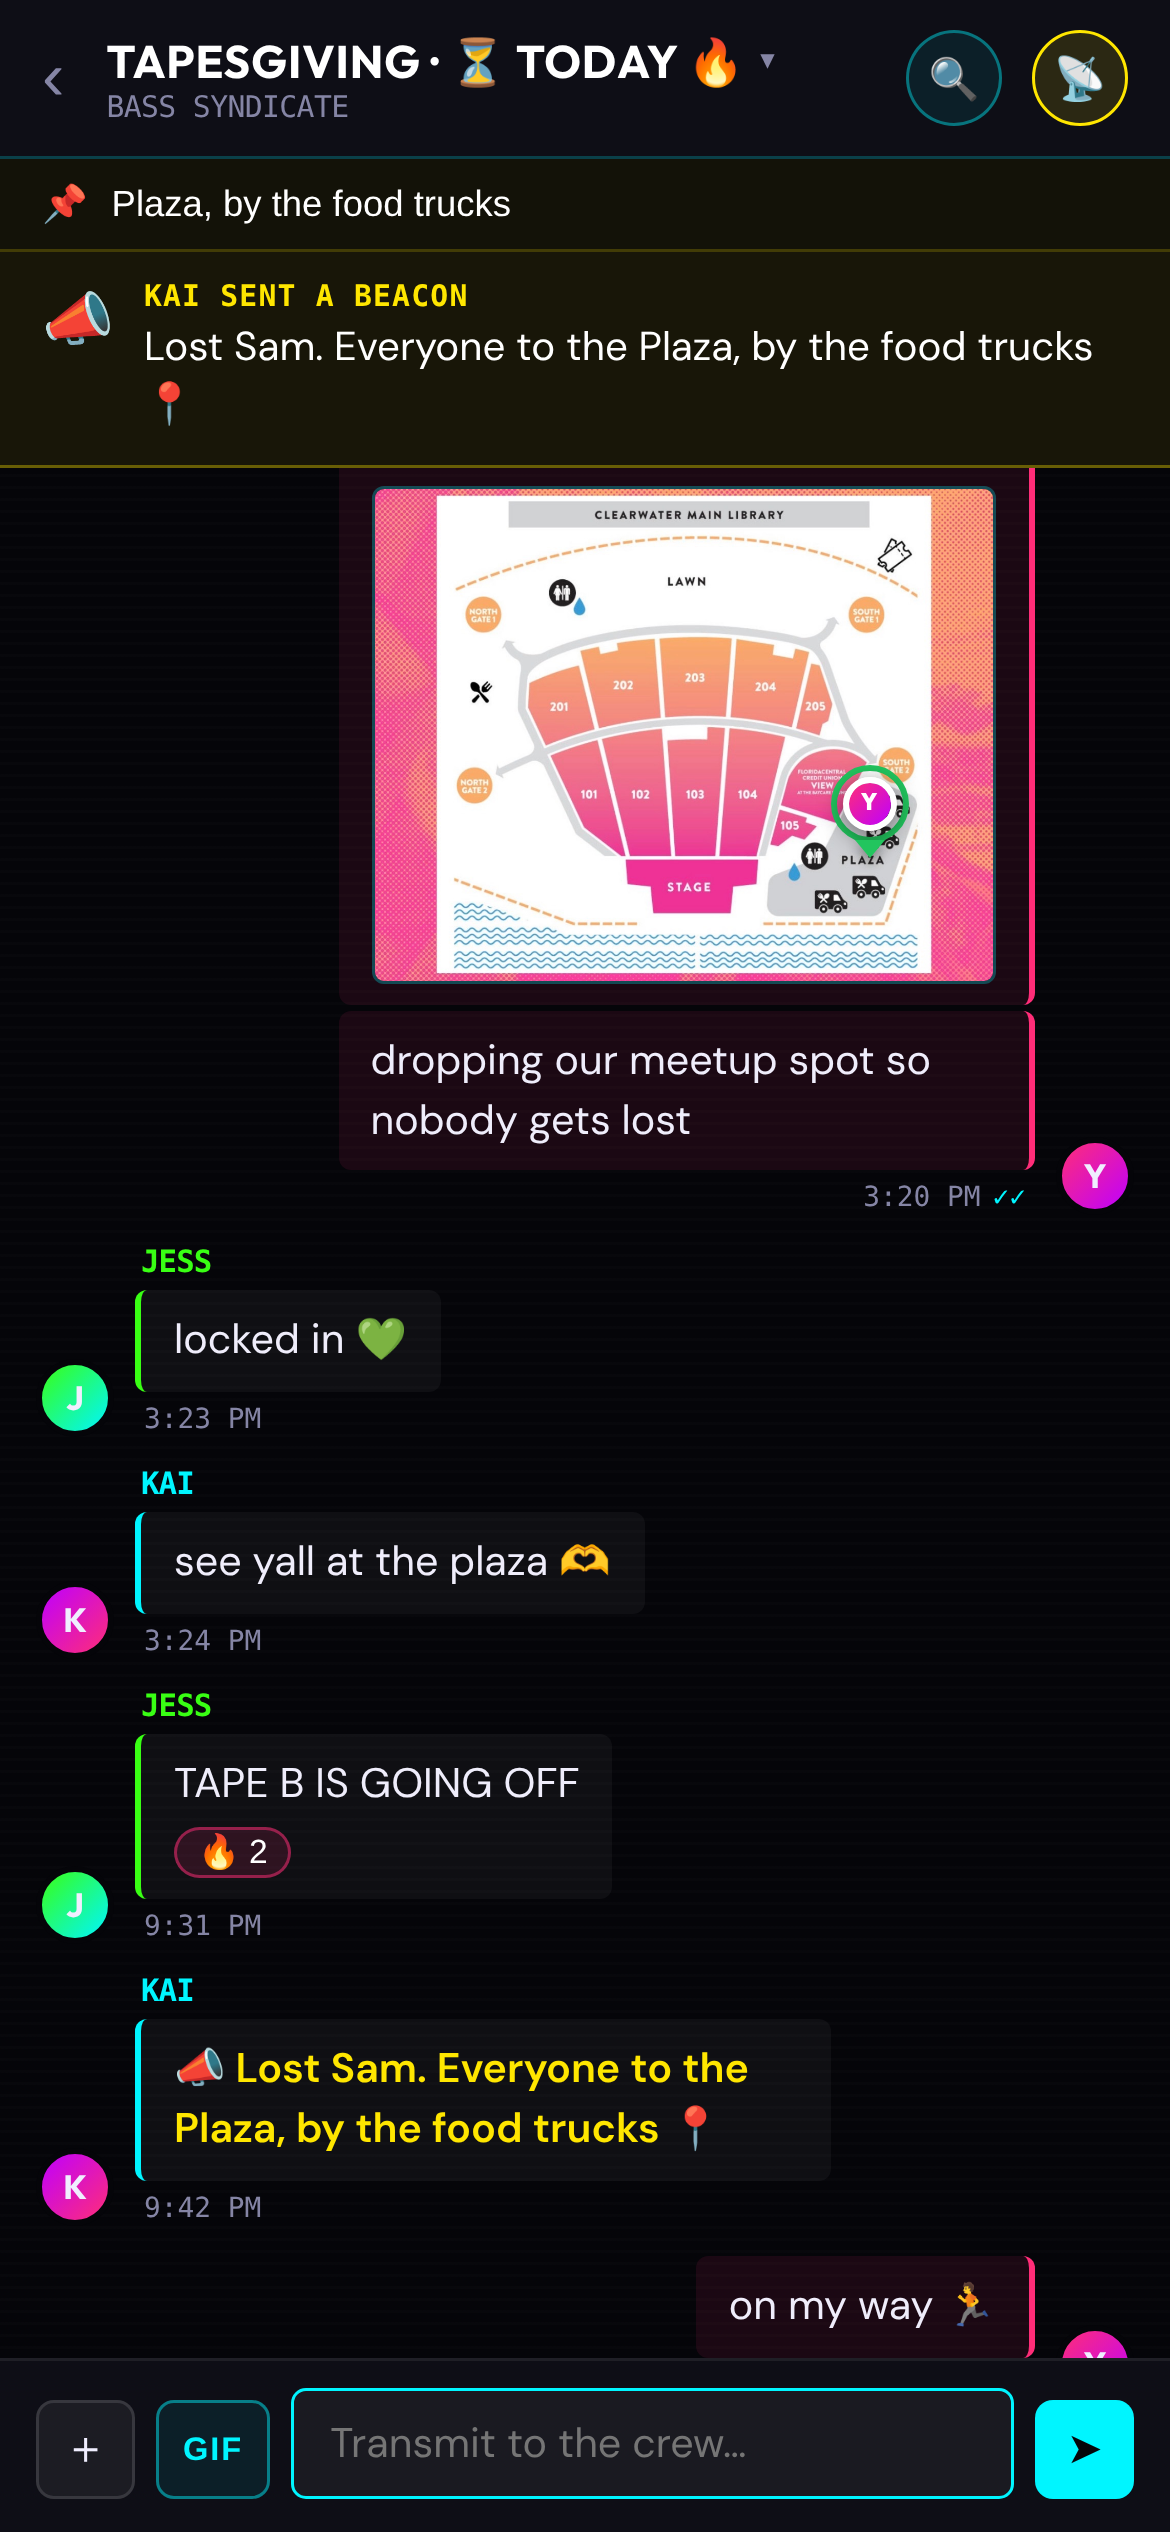 ‹ TAPESGIVING · ⏳ TODAY 🔥 ▼
BASS SYNDICATE
🔍 📡
📌 Plaza, by the food trucks
📣 KAI SENT A BEACON
Lost Sam. Everyone to the Plaza, by the food trucks
📍
CLEARWATER MAIN LIBRARY
LAWN
NORTH
GATE 1
SOUTH
GATE 1
201
202
203
204
205
NORTH
GATE 2
SOUTH
GATE 2
101
102
103
104
105
VIEW
Y
PLAZA
STAGE
dropping our meetup spot so
nobody gets lost
Y
3:20 PM ✓✓
JESS
locked in 💚
J
3:23 PM
KAI
see yall at the plaza 🫶
K
3:24 PM
JESS
TAPE B IS GOING OFF
🔥 2
J
9:31 PM
KAI
📣 Lost Sam. Everyone to the
Plaza, by the food trucks 📍
K
9:42 PM
on my way 🏃
Y
+ GIF Transmit to the crew... ➤